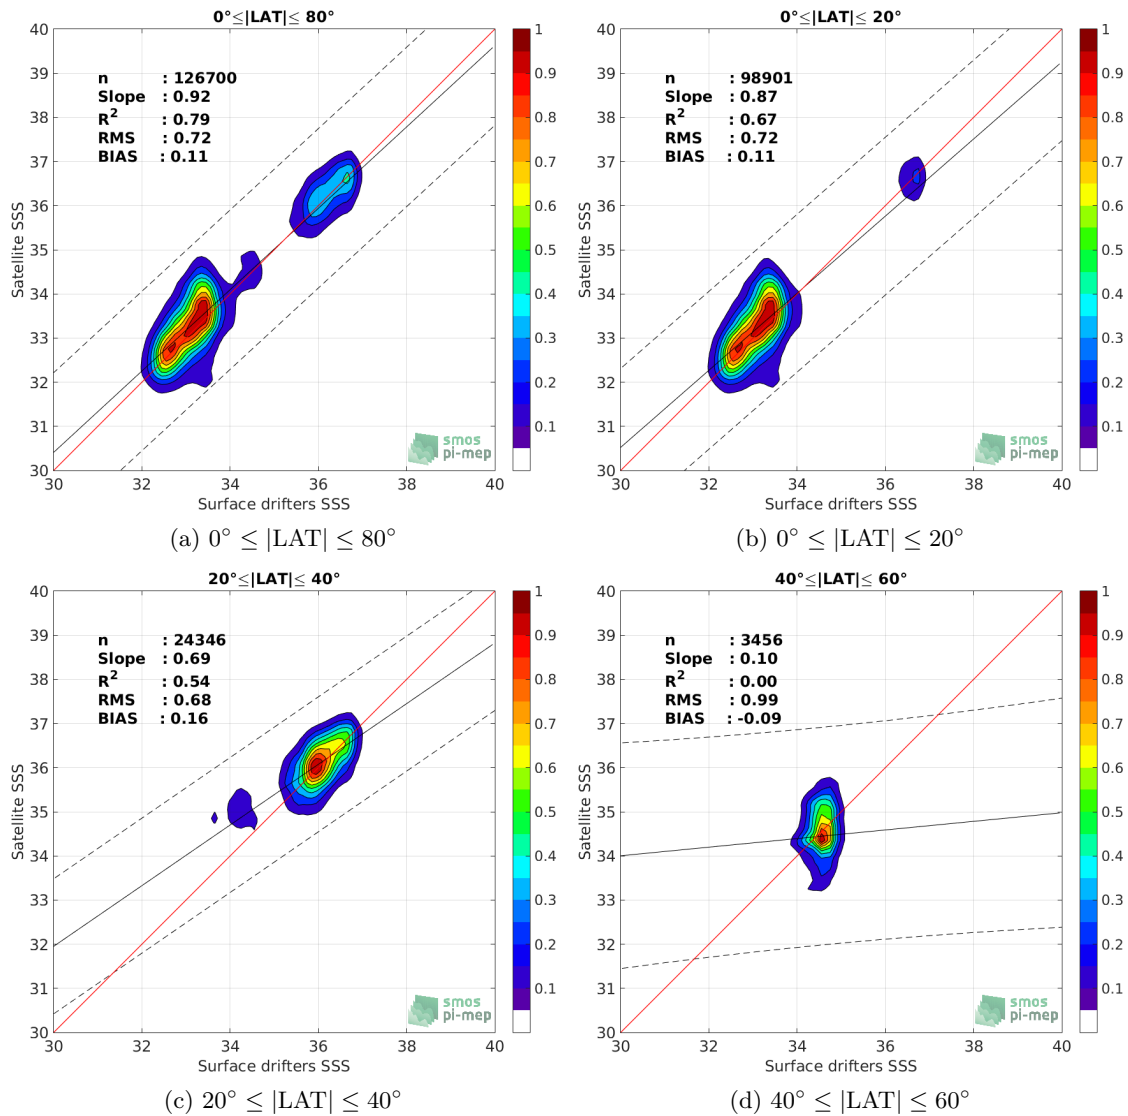 0°≤|LAT|≤ 80°
n : 126700
Slope : 0.92
R² : 0.79
RMS : 0.72
BIAS : 0.11
Satellite SSS
40
39
38
37
36
35
34
33
32
31
30
30 32 34 36 38 40
Surface drifters SSS
1
0.9
0.8
0.7
0.6
0.5
0.4
0.3
0.2
0.1
smos
pi-mep
(a) 0° ≤ |LAT| ≤ 80°
0°≤|LAT|≤ 20°
n : 98901
Slope : 0.87
R² : 0.67
RMS : 0.72
BIAS : 0.11
Satellite SSS
40
39
38
37
36
35
34
33
32
31
30
30 32 34 36 38 40
Surface drifters SSS
1
0.9
0.8
0.7
0.6
0.5
0.4
0.3
0.2
0.1
smos
pi-mep
(b) 0° ≤ |LAT| ≤ 20°
20°≤|LAT|≤ 40°
n : 24346
Slope : 0.69
R² : 0.54
RMS : 0.68
BIAS : 0.16
Satellite SSS
40
39
38
37
36
35
34
33
32
31
30
30 32 34 36 38 40
Surface drifters SSS
1
0.9
0.8
0.7
0.6
0.5
0.4
0.3
0.2
0.1
smos
pi-mep
(c) 20° ≤ |LAT| ≤ 40°
40°≤|LAT|≤ 60°
n : 3456
Slope : 0.10
R² : 0.00
RMS : 0.99
BIAS : -0.09
Satellite SSS
40
39
38
37
36
35
34
33
32
31
30
30 32 34 36 38 40
Surface drifters SSS
1
0.9
0.8
0.7
0.6
0.5
0.4
0.3
0.2
0.1
smos
pi-mep
(d) 40° ≤ |LAT| ≤ 60°